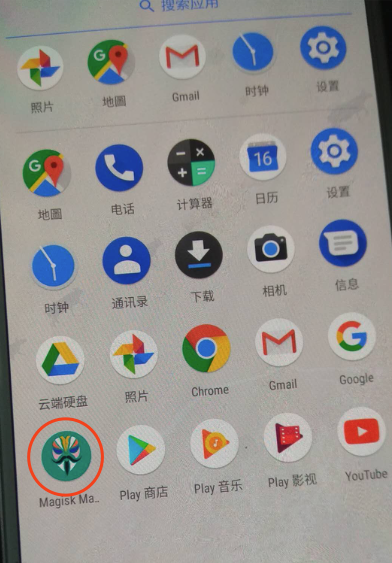 搜索应用
照片
地圖
Gmail
时钟
设置
地圖
电话
计算器
16
日历
设置
时钟
通讯录
下载
相机
信息
云端硬盘
照片
Chrome
Gmail
Google
Magisk Ma..
Play 商店
Play 音乐
Play 影视
YouTube